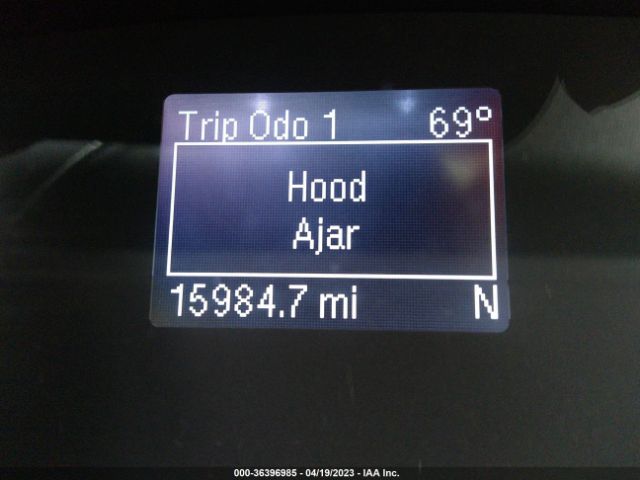 Trip Odo 1 69°
Hood
Ajar
15984.7 mi N
000-36396985 - 04/19/2023 - IAA Inc.